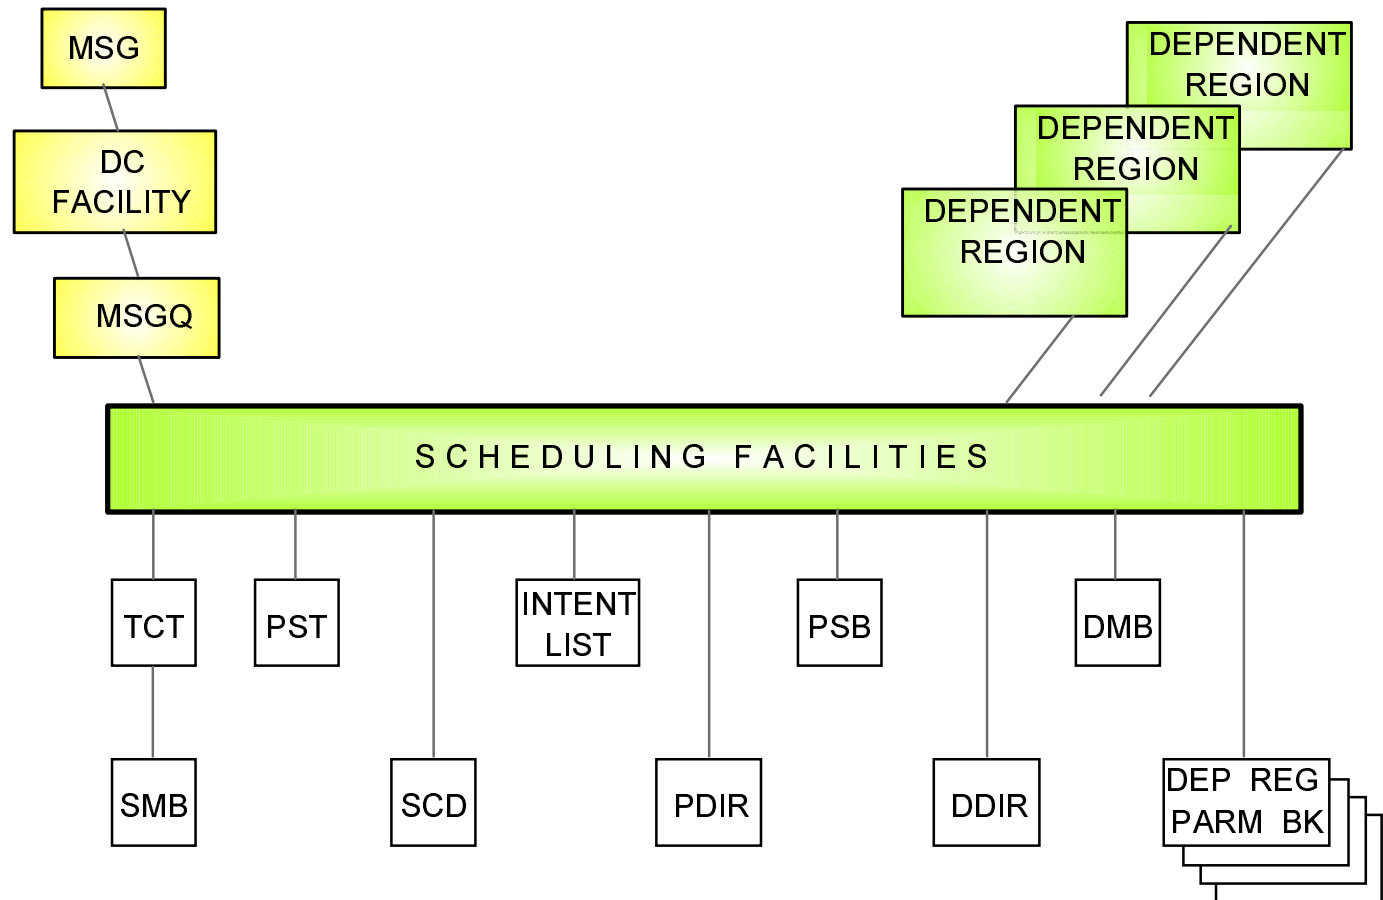 MSG
DC
FACILITY
MSGQ
DEPENDENT
REGION
DEPENDENT
REGION
DEPENDENT
REGION
SCHEDULING FACILITIES
TCT
PST
INTENT
LIST
PSB
DMB
SMB
SCD
PDIR
DDIR
DEP REG
PARM BK